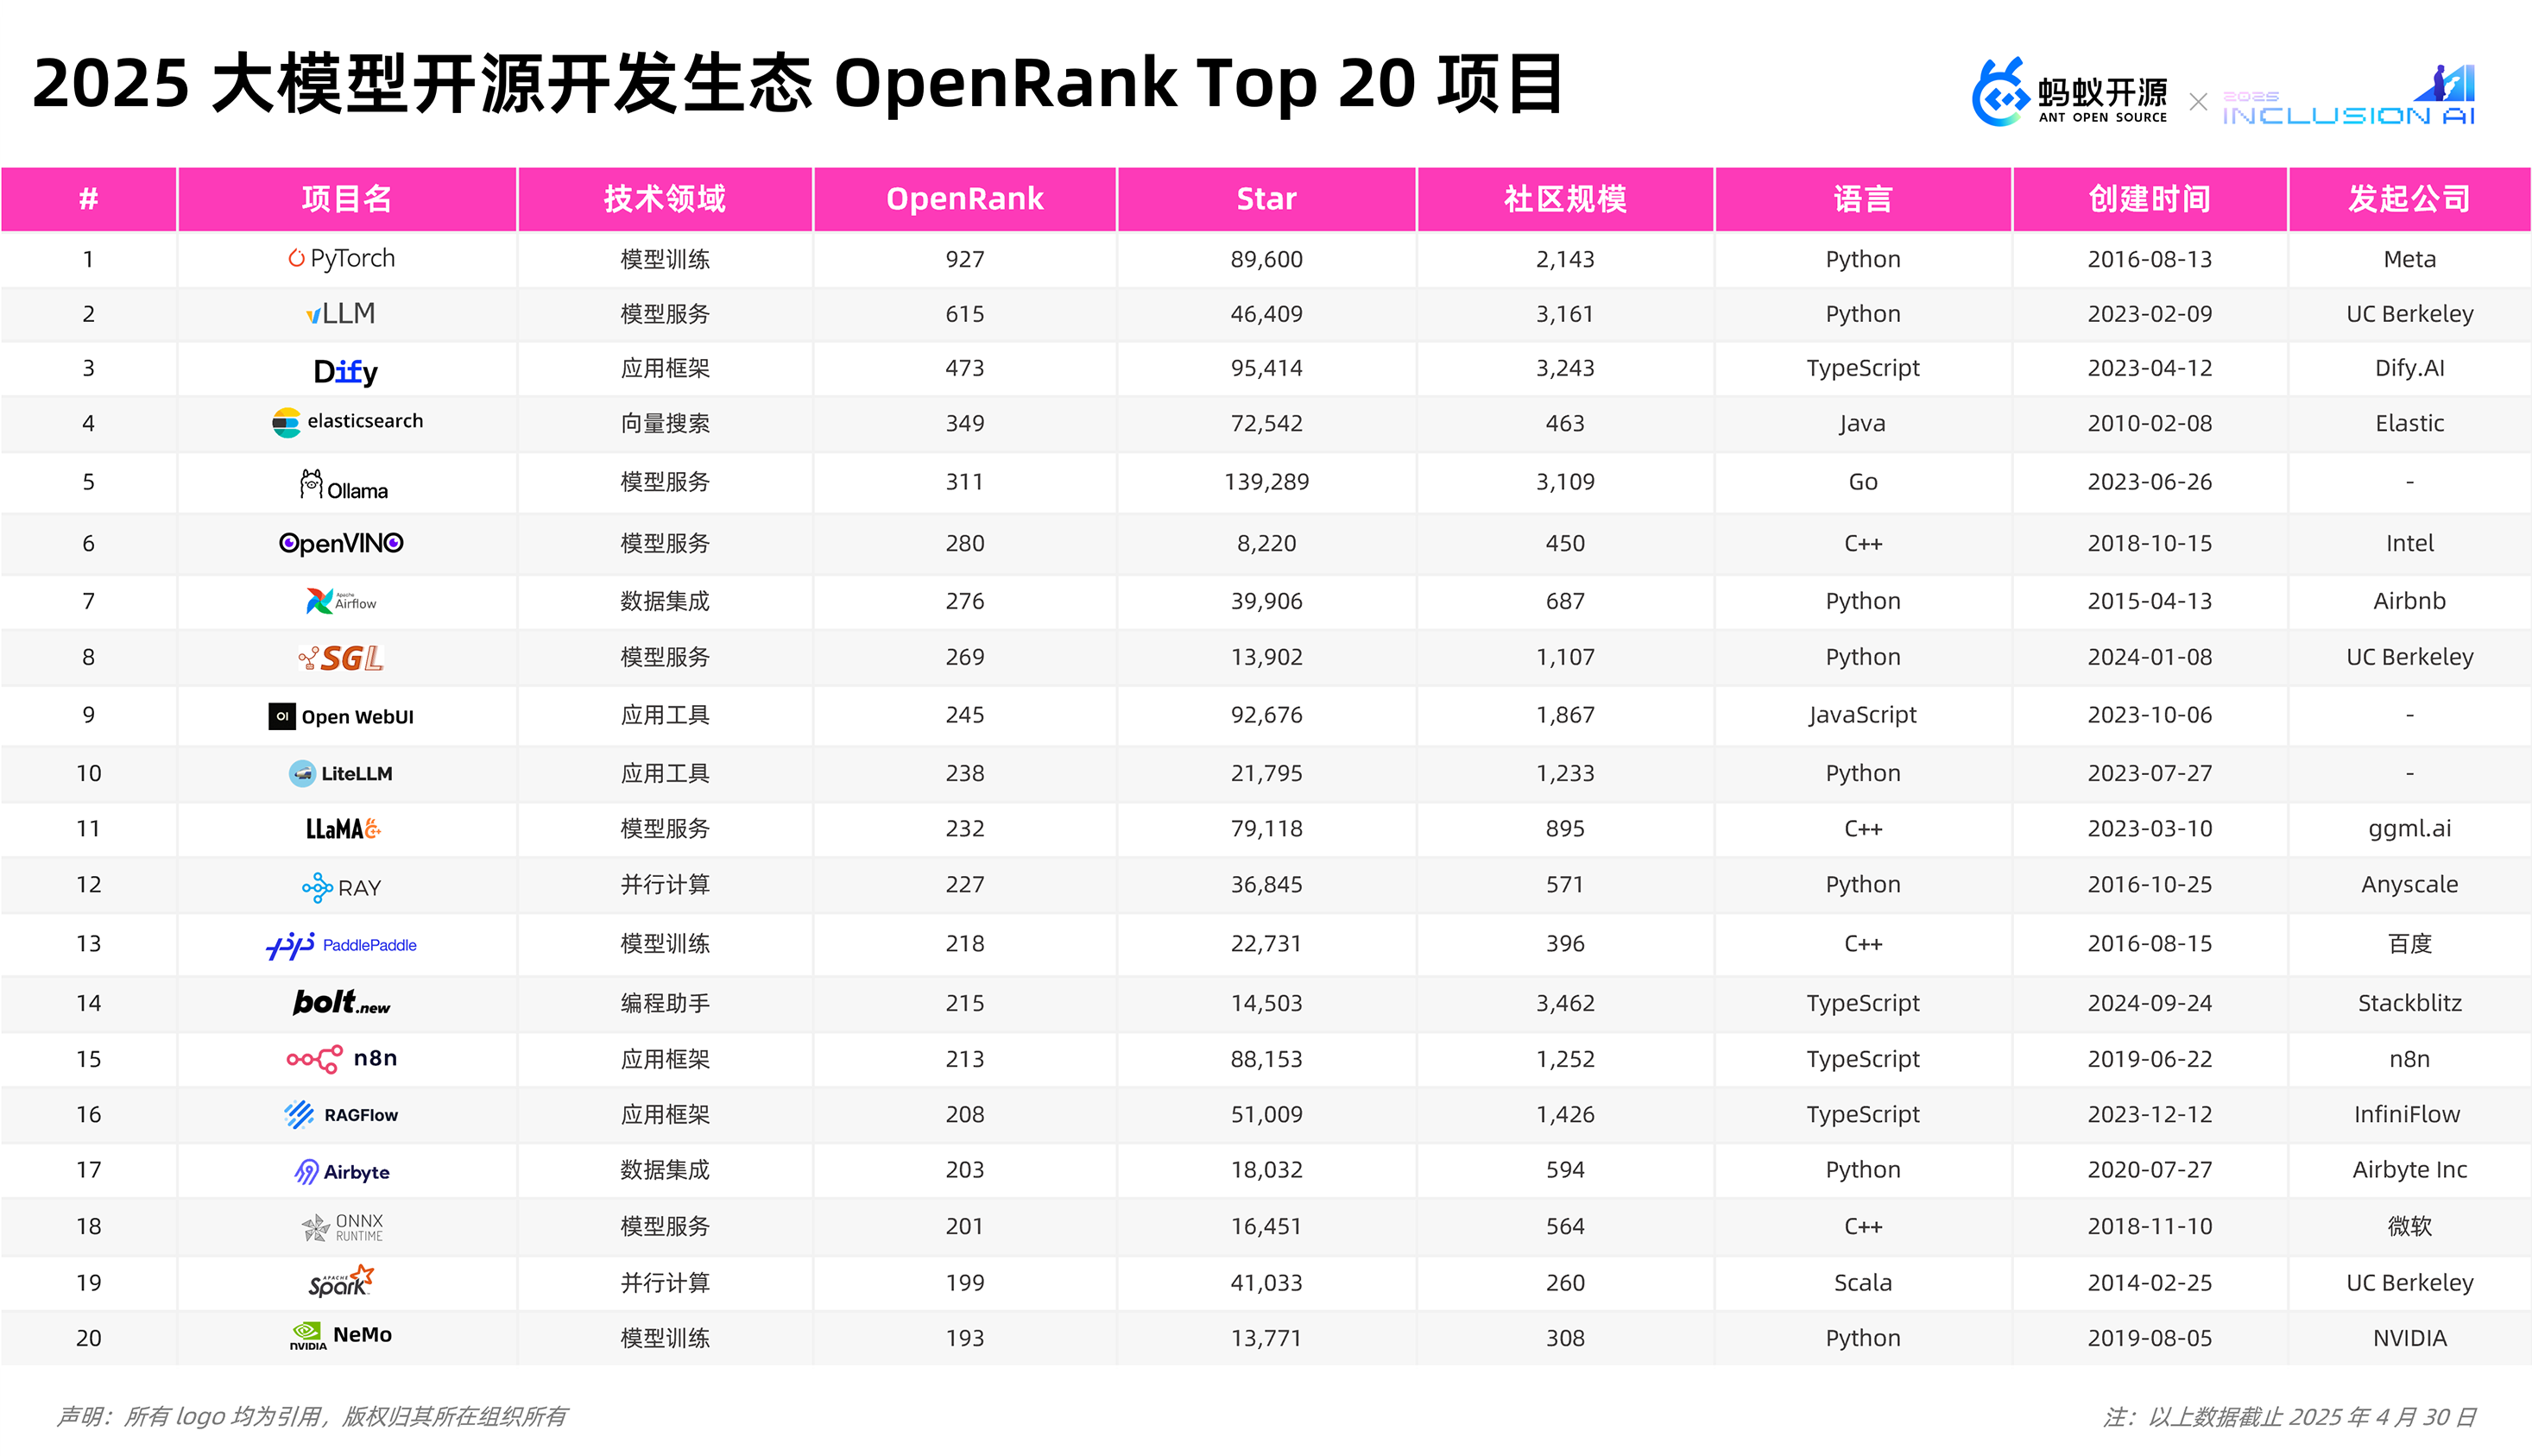 2025 大模型开源开发生态 OpenRank Top 20 项目
蚂蚁开源
ANT OPEN SOURCE
×
2025
INCLUSION AI
# 项目名 技术领域 OpenRank Star 社区规模 语言 创建时间 发起公司
1 PyTorch 模型训练 927 89,600 2,143 Python 2016-08-13 Meta
2 vLLM 模型服务 615 46,409 3,161 Python 2023-02-09 UC Berkeley
3 Dify 应用框架 473 95,414 3,243 TypeScript 2023-04-12 Dify.AI
4 elasticsearch 向量搜索 349 72,542 463 Java 2010-02-08 Elastic
5 Ollama 模型服务 311 139,289 3,109 Go 2023-06-26 -
6 OpenVINO 模型服务 280 8,220 450 C++ 2018-10-15 Intel
7 Apache Airflow 数据集成 276 39,906 687 Python 2015-04-13 Airbnb
8 SGL 模型服务 269 13,902 1,107 Python 2024-01-08 UC Berkeley
9 OI Open WebUI 应用工具 245 92,676 1,867 JavaScript 2023-10-06 -
10 LiteLLM 应用工具 238 21,795 1,233 Python 2023-07-27 -
11 LLaMA C++ 模型服务 232 79,118 895 C++ 2023-03-10 ggml.ai
12 RAY 并行计算 227 36,845 571 Python 2016-10-25 Anyscale
13 PaddlePaddle 模型训练 218 22,731 396 C++ 2016-08-15 百度
14 bolt.new 编程助手 215 14,503 3,462 TypeScript 2024-09-24 Stackblitz
15 n8n 应用框架 213 88,153 1,252 TypeScript 2019-06-22 n8n
16 RAGFlow 应用框架 208 51,009 1,426 TypeScript 2023-12-12 InfiniFlow
17 Airbyte 数据集成 203 18,032 594 Python 2020-07-27 Airbyte Inc
18 ONNX RUNTIME 模型服务 201 16,451 564 C++ 2018-11-10 微软
19 APACHE Spark 并行计算 199 41,033 260 Scala 2014-02-25 UC Berkeley
20 NVIDIA NeMo 模型训练 193 13,771 308 Python 2019-08-05 NVIDIA
声明：所有 logo 均为引用，版权归其所在组织所有
注：以上数据截止 2025 年 4 月 30 日